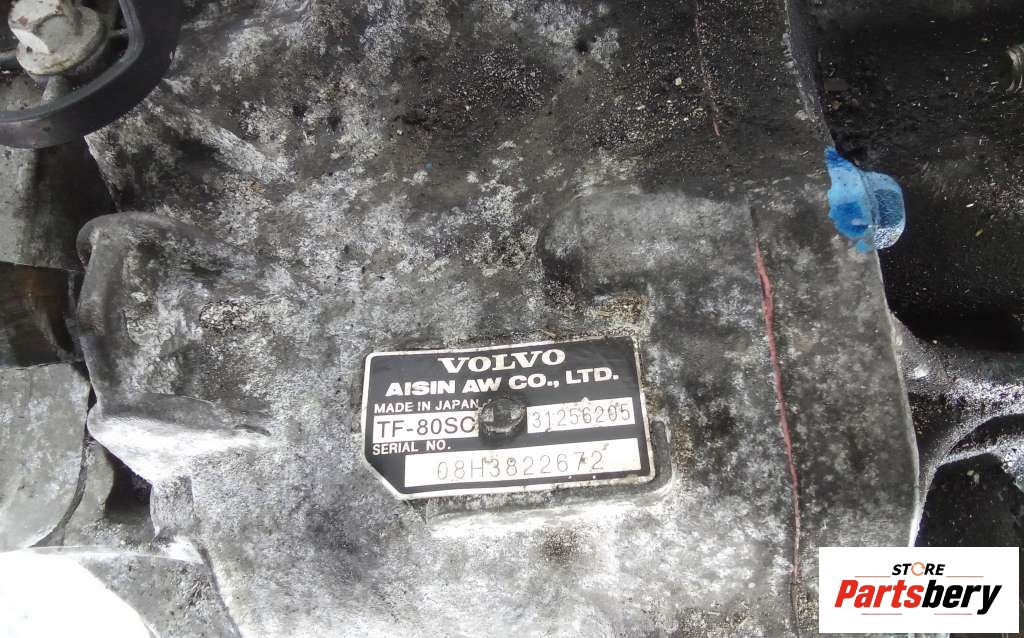 VOLVO
AISIN AW CO., LTD.
MADE IN JAPAN
TF-80SC 31256205
SERIAL NO.
08H3822672
STORE
Partsbery